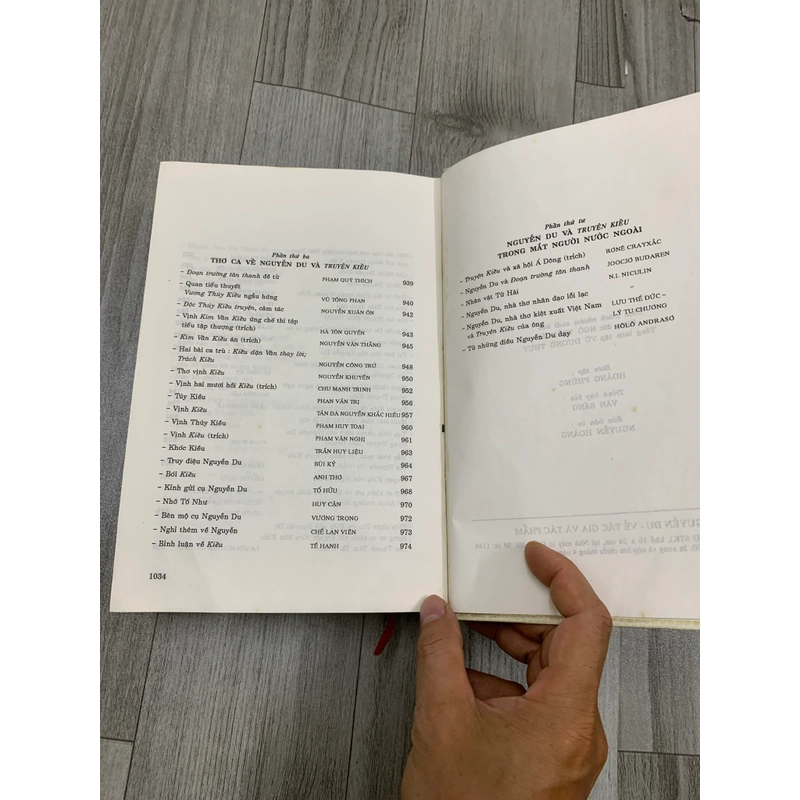 Phần thứ ba
THƠ CA VỀ NGUYỄN DU VÀ TRUYỆN KIỀU
– Đoạn trường tân thanh đề từ PHẠM QUÝ THÍCH 939
– Quan tiểu thuyết
Vương Thúy Kiều ngẫu hứng VŨ TÔNG PHAN 940
– Độc Thúy Kiều truyện, cảm tác NGUYỄN XUÂN ÔN 942
– Vịnh Kim Vân Kiều ứng chế thi tập
tiểu tập thượng (trích) HÀ TÔN QUYỀN 943
– Kim Vân Kiều án (trích) NGUYỄN VĂN THẮNG 945
– Hai bài ca trù : Kiều dặn Vân thay lời;
Trách Kiều NGUYỄN CÔNG TRỨ 948
– Thơ vịnh Kiều NGUYỄN KHUYẾN 950
– Vịnh hai mươi hồi Kiều (trích) CHU MẠNH TRINH 952
– Túy Kiều PHAN VĂN TRỊ 956
– Vịnh Kiều TẢN ĐÀ NGUYỄN KHẮC HIẾU 957
– Vịnh Thúy Kiều PHẠM HUY TOẠI 960
– Vịnh Kiều (trích) PHẠM VĂN NGHỊ 961
– Khóc Kiều TRẦN HUY LIỆU 963
– Truy điệu Nguyễn Du BÙI KỶ 964
– Bói Kiều ANH THƠ 967
– Kính gửi cụ Nguyễn Du TỐ HỮU 968
– Nhớ Tố Như HUY CẬN 970
– Bên mộ cụ Nguyễn Du VƯƠNG TRỌNG 972
– Nghĩ thêm về Nguyễn CHẾ LAN VIÊN 973
– Bình luận về Kiều TẾ HANH 974
1034
Phần thứ tư
NGUYỄN DU VÀ TRUYỆN KIỀU
TRONG MẮT NGƯỜI NƯỚC NGOÀI
– Truyện Kiều và xã hội Á Đông (trích) RƠNÊ CRAYXẮC
– Nguyễn Du và Đoạn trường tân thanh JOOCJO BUDAREN
– Nhân vật Từ Hải N.I. NICULIN
– Nguyễn Du, nhà thơ nhân đạo lỗi lạc –
– Nguyễn Du, nhà thơ kiệt xuất Việt Nam LƯU THẾ ĐỨC –
và Truyện Kiều của ông LÝ TU CHƯƠNG
– Từ những điều Nguyễn Du dạy HÔLÔ ANDRASƠ